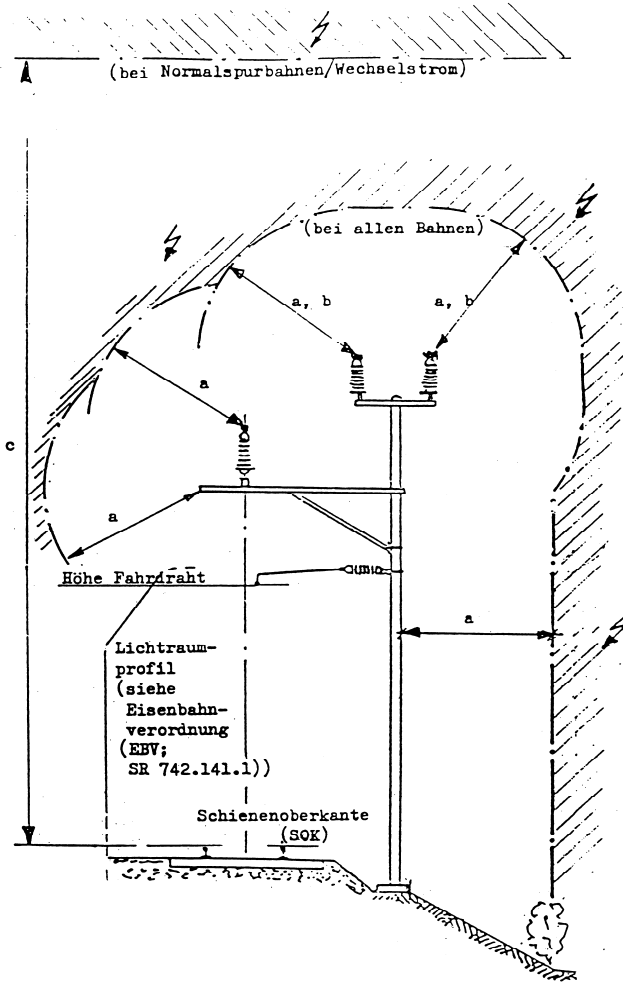 (bei Normalspurbahnen/Wechselstrom)
(bei allen Bahnen)
a, b
a, b
a
c
a
Höhe Fahrdraht
a
Lichtraum-
profil
(siehe
Eisenbahn-
verordnung
(EBV;
SR 742.141.1))
Schienenoberkante
(SOK)